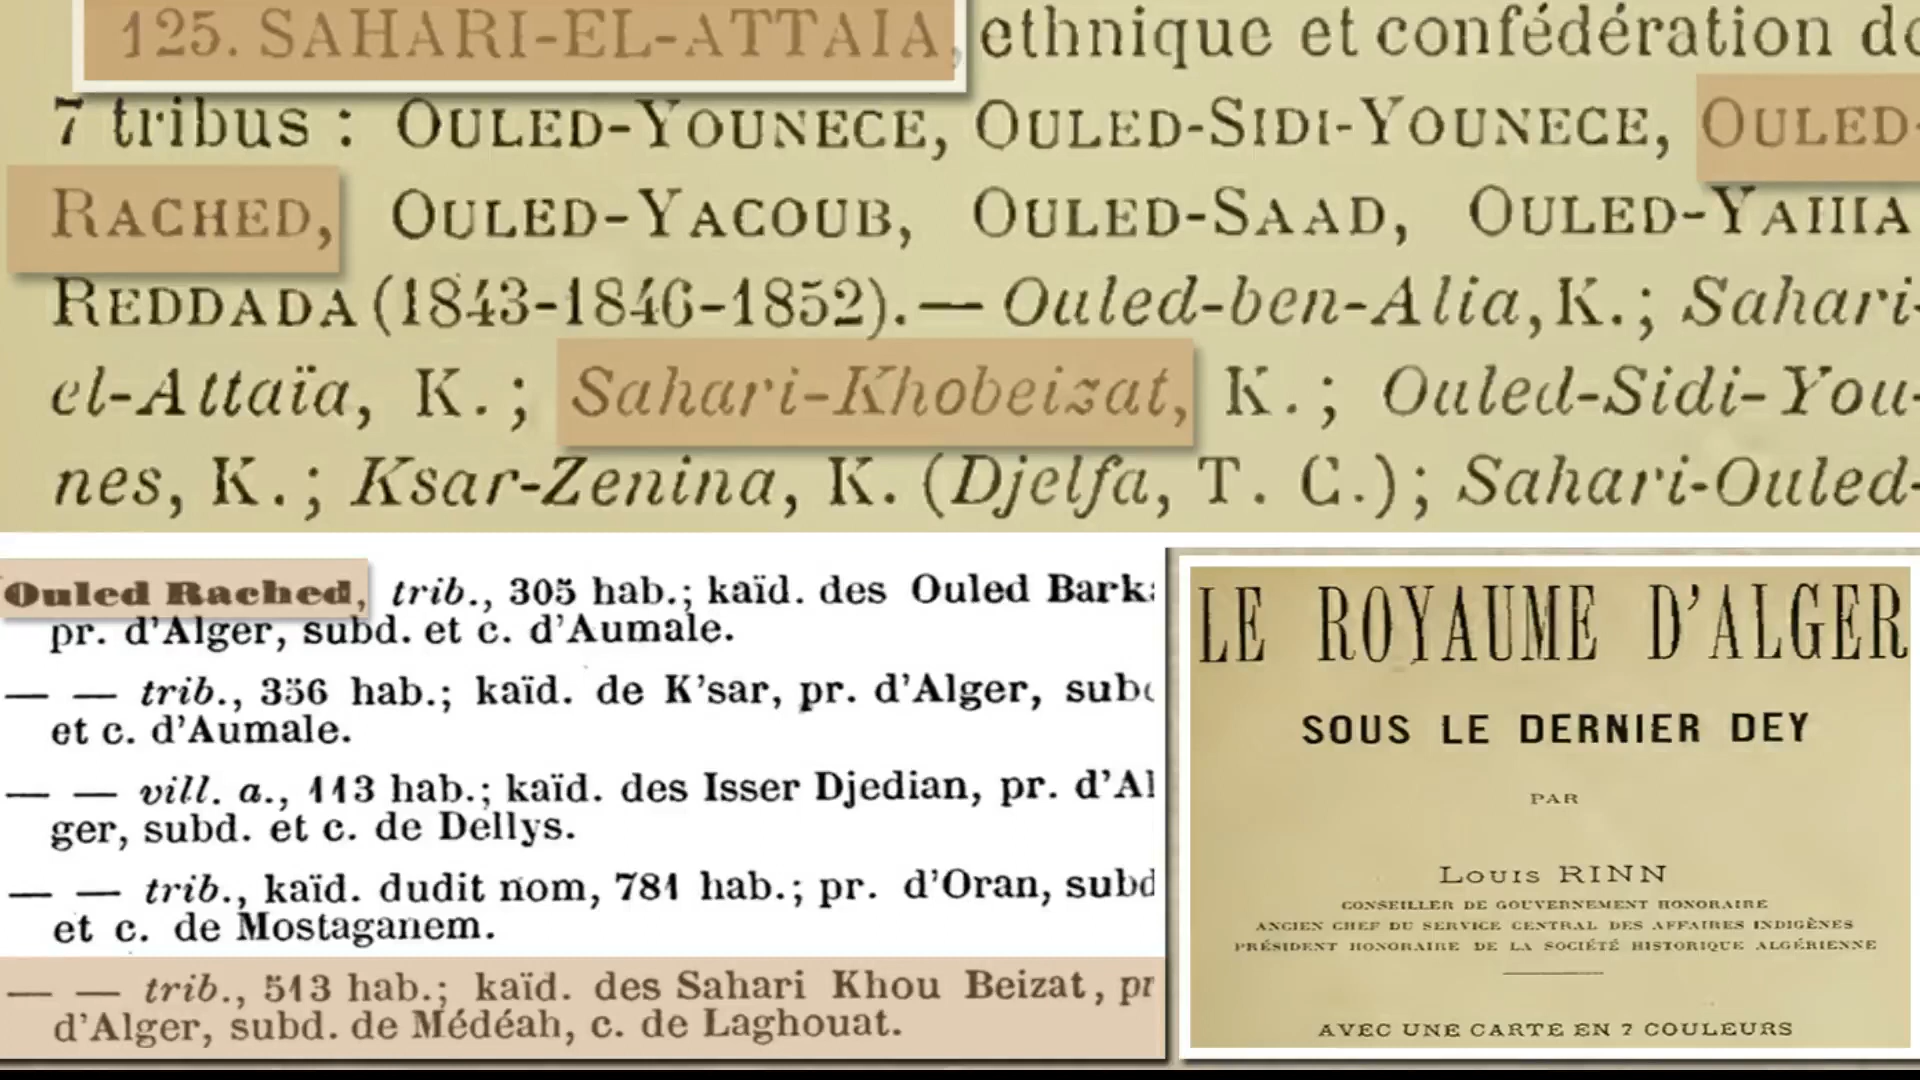 125. SAHARI-EL-ATTAIA, ethnique et confédération de
7 tribus : OULED-YOUNECE, OULED-SIDI-YOUNECE, OULED-
RACHED, OULED-YACOUB, OULED-SAAD, OULED-YAHIA
REDDADA (1843-1846-1852). — Ouled-ben-Alia, K. ; Sahari-
el-Attaïa, K. ; Sahari-Khobeizat, K. ; Ouled-Sidi-You-
nes, K. ; Ksar-Zenina, K. (Djelfa, T. C.) ; Sahari-Ouled-
Ouled Rached, trib., 305 hab.; kaïd. des Ouled Bark
pr. d'Alger, subd. et c. d'Aumale.
— — trib., 356 hab.; kaïd. de K'sar, pr. d'Alger, subd
et c. d'Aumale.
— — vill. a., 113 hab.; kaïd. des Isser Djedian, pr. d'Al
ger, subd. et c. de Dellys.
— — trib., kaïd. dudit nom, 781 hab.; pr. d'Oran, subd
et c. de Mostaganem.
— — trib., 513 hab.; kaïd. des Sahari Khou Beizat, pr
d'Alger, subd. de Médéah, c. de Laghouat.
LE ROYAUME D'ALGER
SOUS LE DERNIER DEY
PAR
LOUIS RINN
CONSEILLER DE GOUVERNEMENT HONORAIRE
ANCIEN CHEF DU SERVICE CENTRAL DES AFFAIRES INDIGÈNES
PRÉSIDENT HONORAIRE DE LA SOCIÉTÉ HISTORIQUE ALGÉRIENNE
AVEC UNE CARTE EN 7 COULEURS